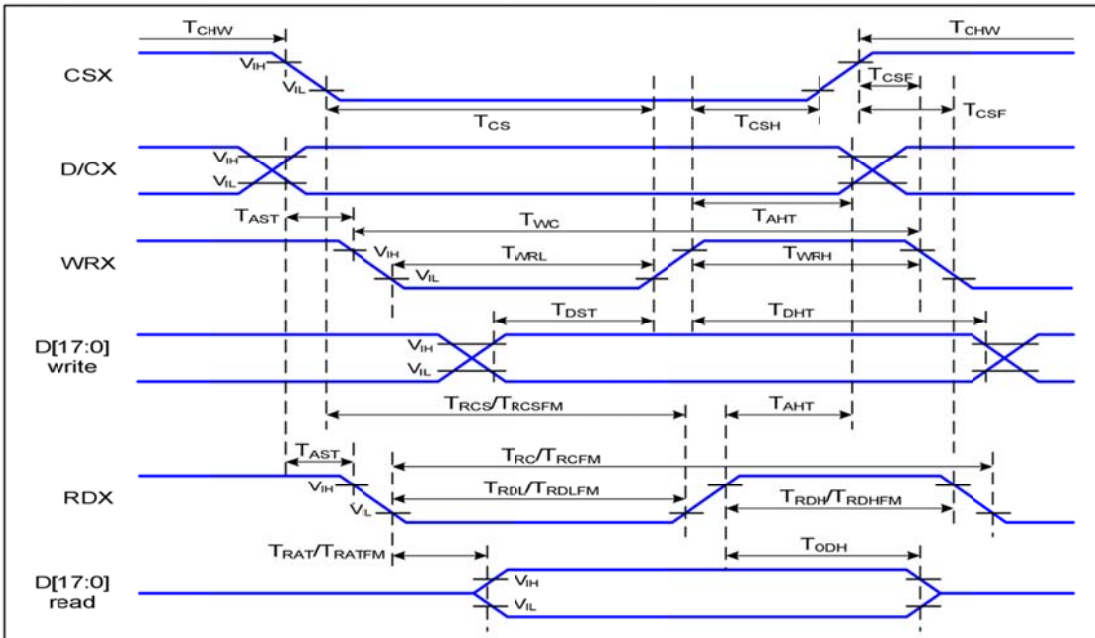 TCHW TCHW
CSX VIH TCSF
VIL TCSF
TCS TCSH
D/CX VIH
VIL
TAST TWC TAHT
WRX VIH TWRL TWRH
VIL
TDST TDHT
D[17:0] VIH
write VIL
TRCS/TRCSFM TAHT
TAST TRC/TRCFM
RDX VIH TRDL/TRDLFM TRDH/TRDHFM
VIL
TRAT/TRATFM TODH
D[17:0] VIH
read VIL